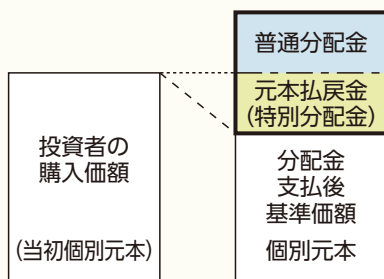 普通分配金
元本払戻金
(特別分配金)
投資者の
購入価額
(当初個別元本)
分配金
支払後
基準価額
個別元本